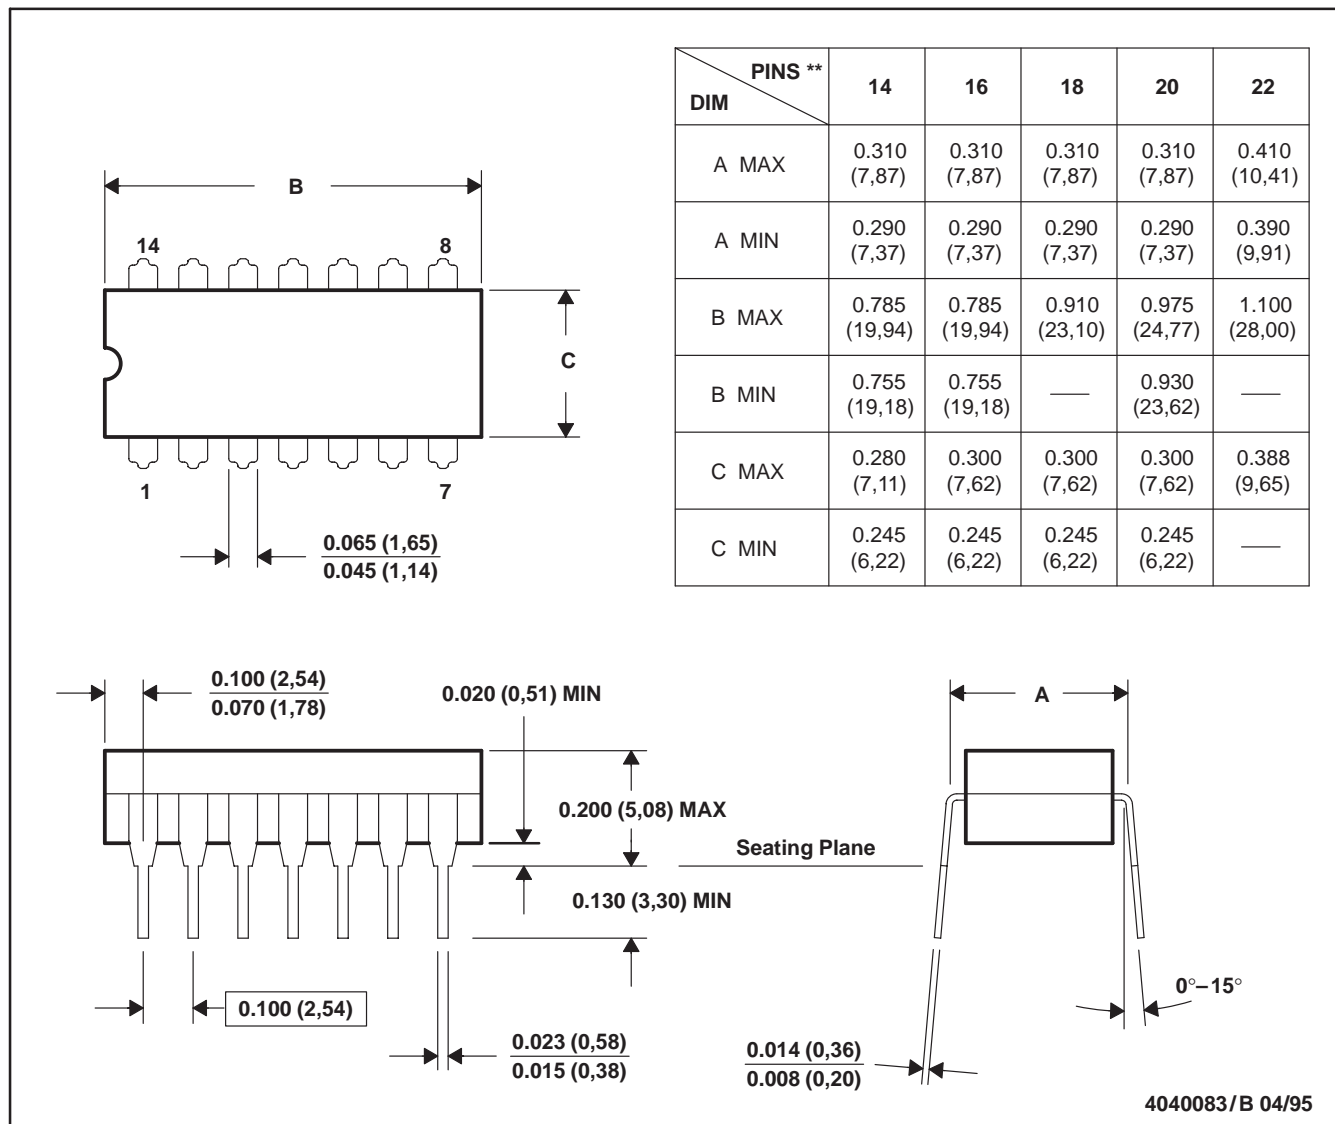 PINS **
DIM
14 16 18 20 22
A MAX
0.310 0.310 0.310 0.310 0.410
(7,87) (7,87) (7,87) (7,87) (10,41)
A MIN
0.290 0.290 0.290 0.290 0.390
(7,37) (7,37) (7,37) (7,37) (9,91)
B MAX
0.785 0.785 0.910 0.975 1.100
(19,94) (19,94) (23,10) (24,77) (28,00)
B MIN
0.755 0.755 — 0.930 —
(19,18) (19,18) (23,62)
C MAX
0.280 0.300 0.300 0.300 0.388
(7,11) (7,62) (7,62) (7,62) (9,65)
C MIN
0.245 0.245 0.245 0.245 —
(6,22) (6,22) (6,22) (6,22)
B
14 8
C
1 7
0.065 (1,65)
0.045 (1,14)
0.100 (2,54)
0.070 (1,78)
0.020 (0,51) MIN
A
0.200 (5,08) MAX
Seating Plane
0.130 (3,30) MIN
0.100 (2,54)
0°–15°
0.023 (0,58)
0.015 (0,38)
0.014 (0,36)
0.008 (0,20)
4040083/B 04/95